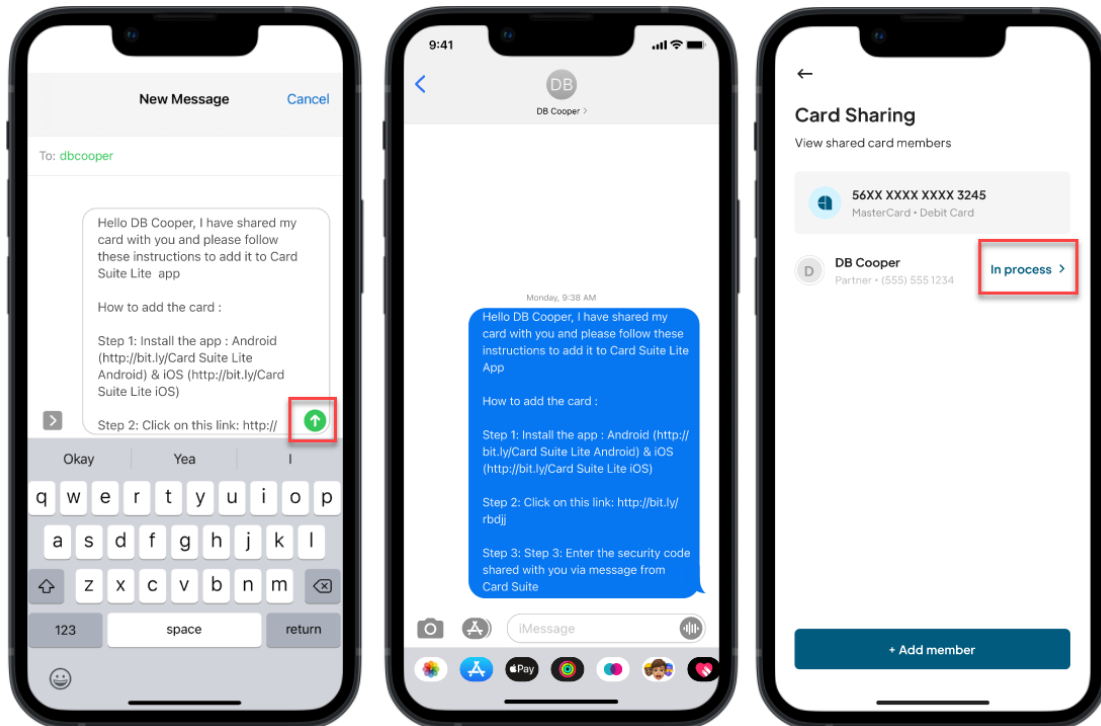 New Message
Cancel
To: dbcooper
Hello DB Cooper, I have shared my
card with you and please follow
these instructions to add it to Card
Suite Lite app
How to add the card :
Step 1: Install the app : Android
(http://bit.ly/Card Suite Lite
Android) & iOS (http://bit.ly/Card
Suite Lite iOS)
Step 2: Click on this link: http://
Okay
Yea
I
q w e r t y u i o p
a s d f g h j k l
z x c v b n m
123
space
return
9:41
DB
DB Cooper >
Monday, 9:38 AM
Hello DB Cooper, I have shared my
card with you and please follow these
instructions to add it to Card Suite Lite
App
How to add the card :
Step 1: Install the app : Android (http://
bit.ly/Card Suite Lite Android) & iOS
(http://bit.ly/Card Suite Lite iOS)
Step 2: Click on this link: http://bit.ly/
rbdjj
Step 3: Step 3: Enter the security code
shared with you via message from
Card Suite
iMessage
Pay
Card Sharing
View shared card members
56XX XXXX XXXX 3245
MasterCard • Debit Card
D
DB Cooper
Partner • (555) 555 1234
In process >
+ Add member